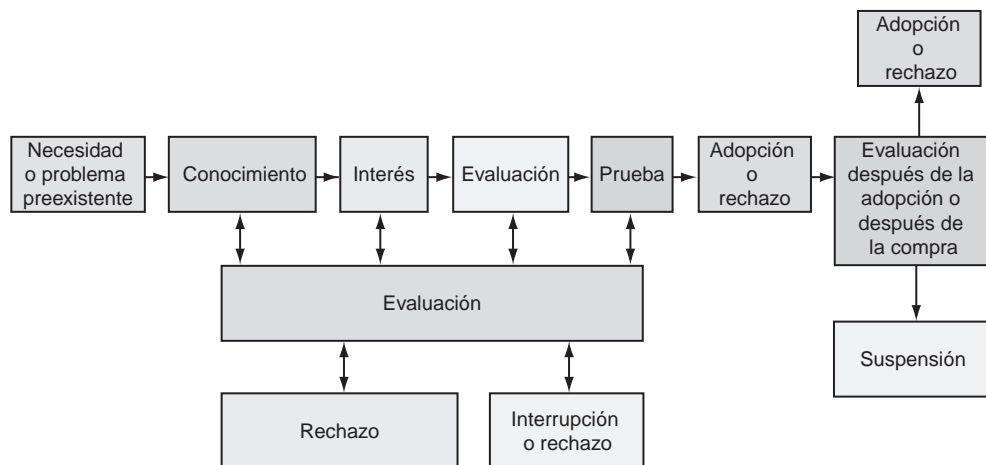 Adopción
o
rechazo
Necesidad
o problema
preexistente
Conocimiento
Interés
Evaluación
Prueba
Adopción
o
rechazo
Evaluación
después de la
adopción o
después de
la compra
Evaluación
Suspensión
Rechazo
Interrupción
o rechazo